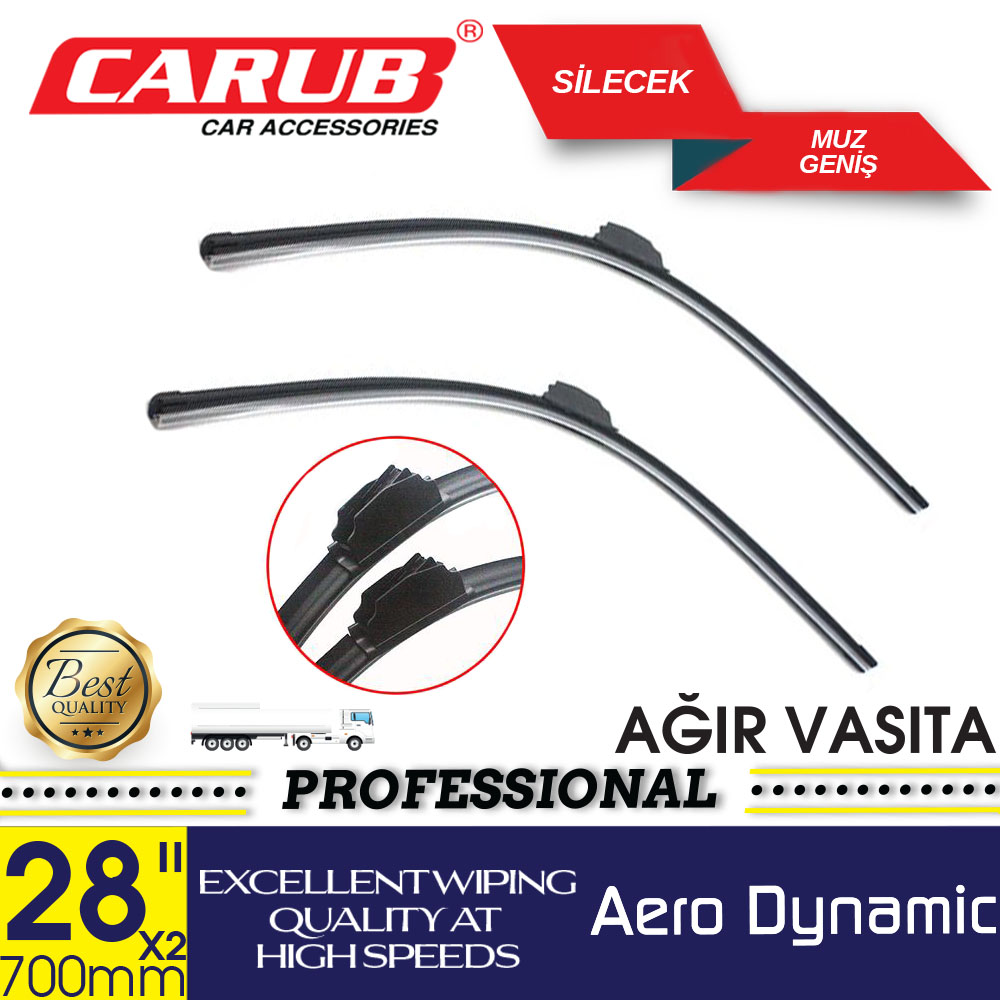 CARUB®
CAR ACCESSORIES
SİLECEK
MUZ
GENİŞ
Best
QUALITY
AĞIR VASITA
PROFESSIONAL
28"
X2
700mm
EXCELLENT WIPING
QUALITY AT
HIGH SPEEDS
Aero Dynamic